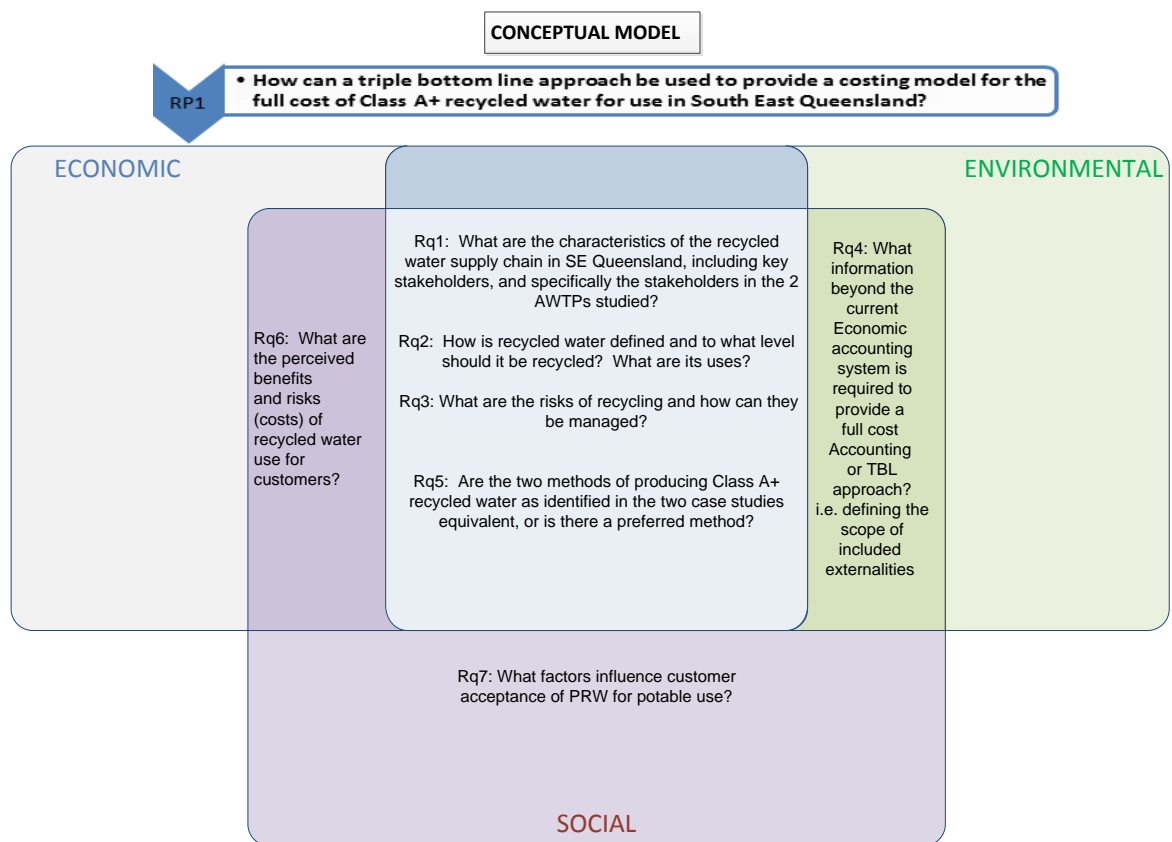 CONCEPTUAL MODEL
RP1
• How can a triple bottom line approach be used to provide a costing model for the
full cost of Class A+ recycled water for use in South East Queensland?
ECONOMIC
ENVIRONMENTAL
Rq1: What are the characteristics of the recycled
water supply chain in SE Queensland, including key
stakeholders, and specifically the stakeholders in the 2
AWTPs studied?
Rq2: How is recycled water defined and to what level
should it be recycled? What are its uses?
Rq3: What are the risks of recycling and how can they
be managed?
Rq5: Are the two methods of producing Class A+
recycled water as identified in the two case studies
equivalent, or is there a preferred method?
Rq6: What are
the perceived
benefits
and risks
(costs) of
recycled water
use for
customers?
Rq4: What
information
beyond the
current
Economic
accounting
system is
required to
provide a
full cost
Accounting
or TBL
approach?
i.e. defining the
scope of
included
externalities
Rq7: What factors influence customer
acceptance of PRW for potable use?
SOCIAL